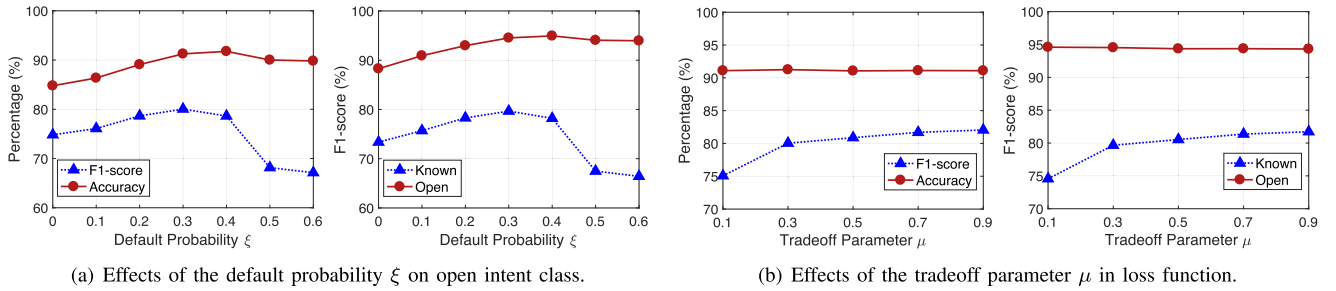 100
90
80
70
60
Percentage (%)
F1-score
Accuracy
0 0.1 0.2 0.3 0.4 0.5 0.6
Default Probability ξ
100
90
80
70
60
F1-score (%)
Known
Open
0 0.1 0.2 0.3 0.4 0.5 0.6
Default Probability ξ
(a) Effects of the default probability ξ on open intent class.
100
95
90
85
80
75
70
Percentage (%)
F1-score
Accuracy
0.1 0.3 0.5 0.7 0.9
Tradeoff Parameter μ
100
95
90
85
80
75
70
F1-score (%)
Known
Open
0.1 0.3 0.5 0.7 0.9
Tradeoff Parameter μ
(b) Effects of the tradeoff parameter μ in loss function.